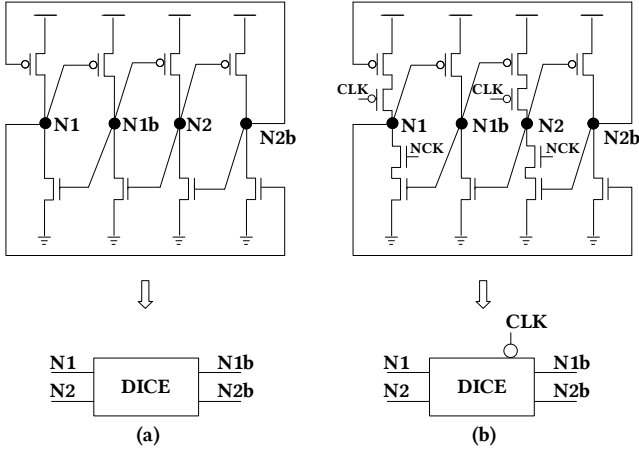 CLK
CLK
N1 N1b N2 N2b
N1 N1b N2 N2b
NCK
NCK
CLK
N1 N1b
DICE
N2 N2b
N1 N1b
DICE
N2 N2b
(a)
(b)